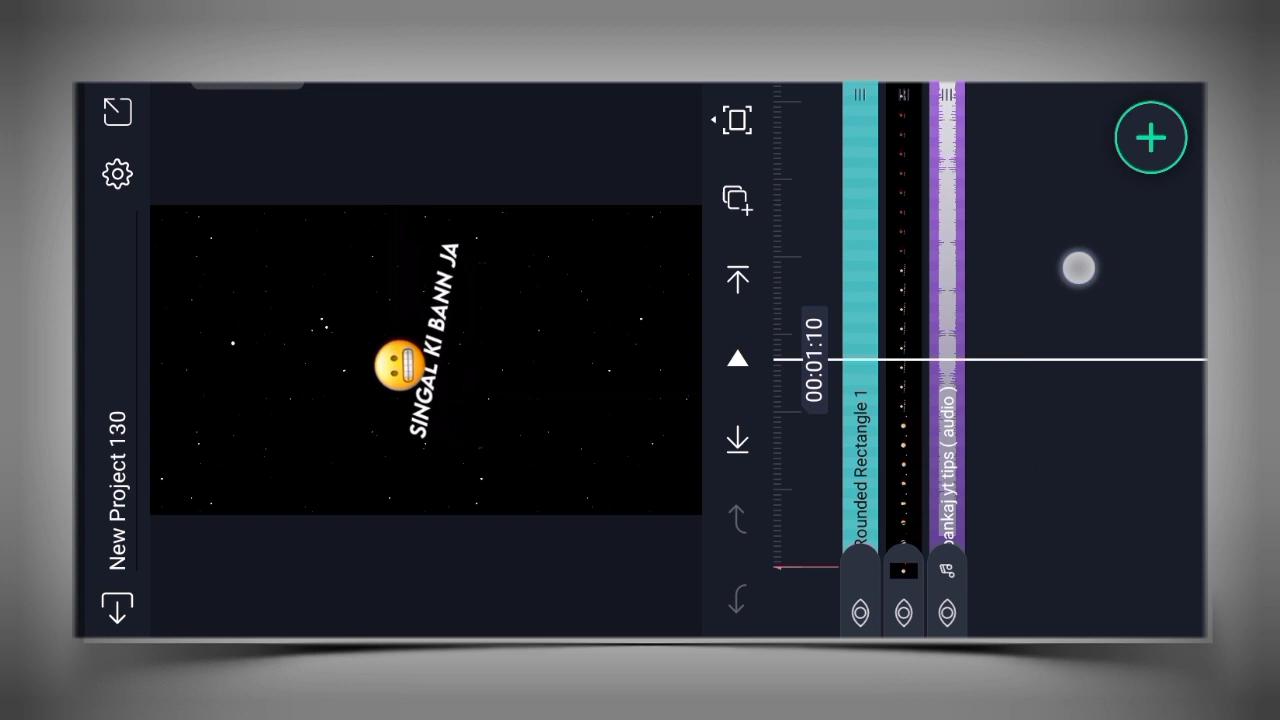 New Project 130
SINGAL KI BANN JA
00:01:10
Rounded Rectangle 1
pankaj yt tips ( audio )